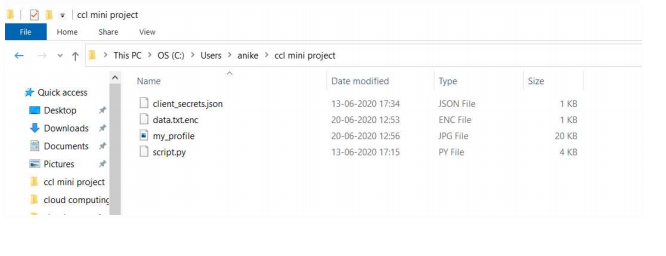 ccl mini project
File Home Share View
This PC > OS (C:) > Users > anike > ccl mini project
Name Date modified Type Size
Quick access
Desktop
Downloads
Documents
Pictures
ccl mini project
cloud computing
client_secrets.json 13-06-2020 17:34 JSON File 1 KB
data.txt.enc 20-06-2020 12:53 ENC File 1 KB
my_profile 20-06-2020 12:56 JPG File 20 KB
script.py 13-06-2020 17:15 PY File 4 KB